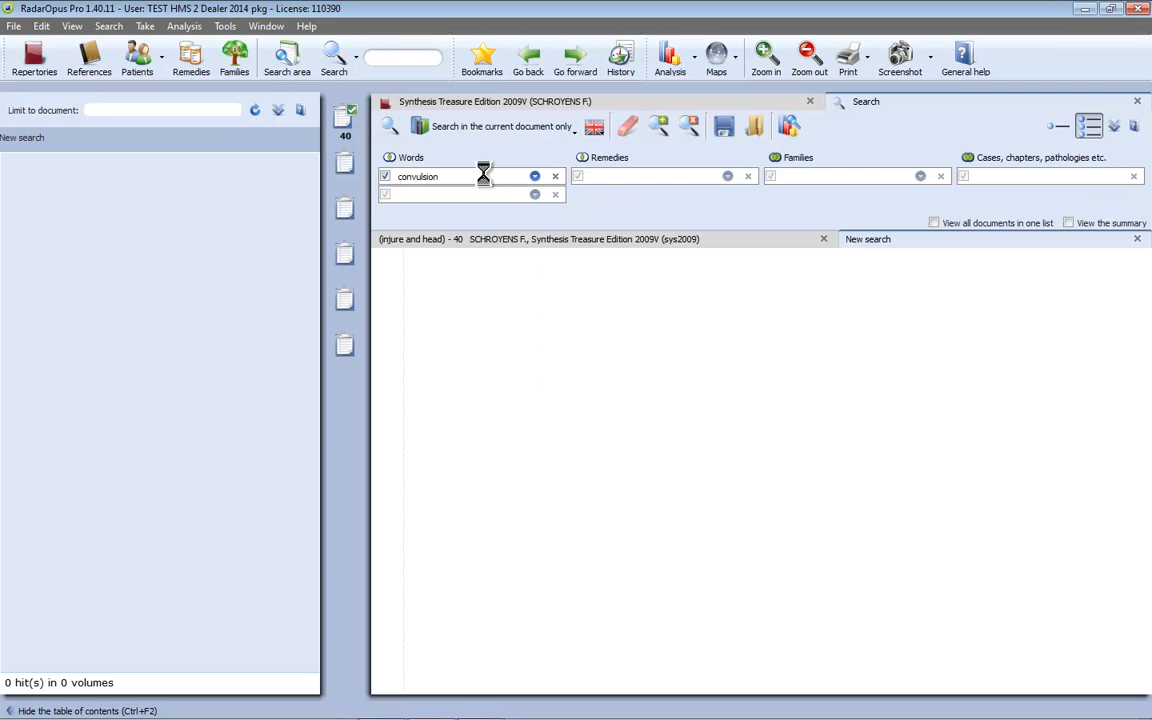 RadarOpus Pro 1.40.11 - User: TEST HMS 2 Dealer 2014 pkg - License: 110390
File Edit View Search Take Analysis Tools Window Help
Repertories References Patients Remedies Families Search area Search Bookmarks Go back Go forward History Analysis Maps Zoom in Zoom out Print Screenshot General help
Limit to document:
New search
40
Synthesis Treasure Edition 2009V (SCHROYENS F.) Search
Search in the current document only
Words Remedies Families Cases, chapters, pathologies etc.
convulsion
View all documents in one list View the summary
(injure and head) - 40 SCHROYENS F., Synthesis Treasure Edition 2009V (sys2009) New search
0 hit(s) in 0 volumes
Hide the table of contents (Ctrl+F2)